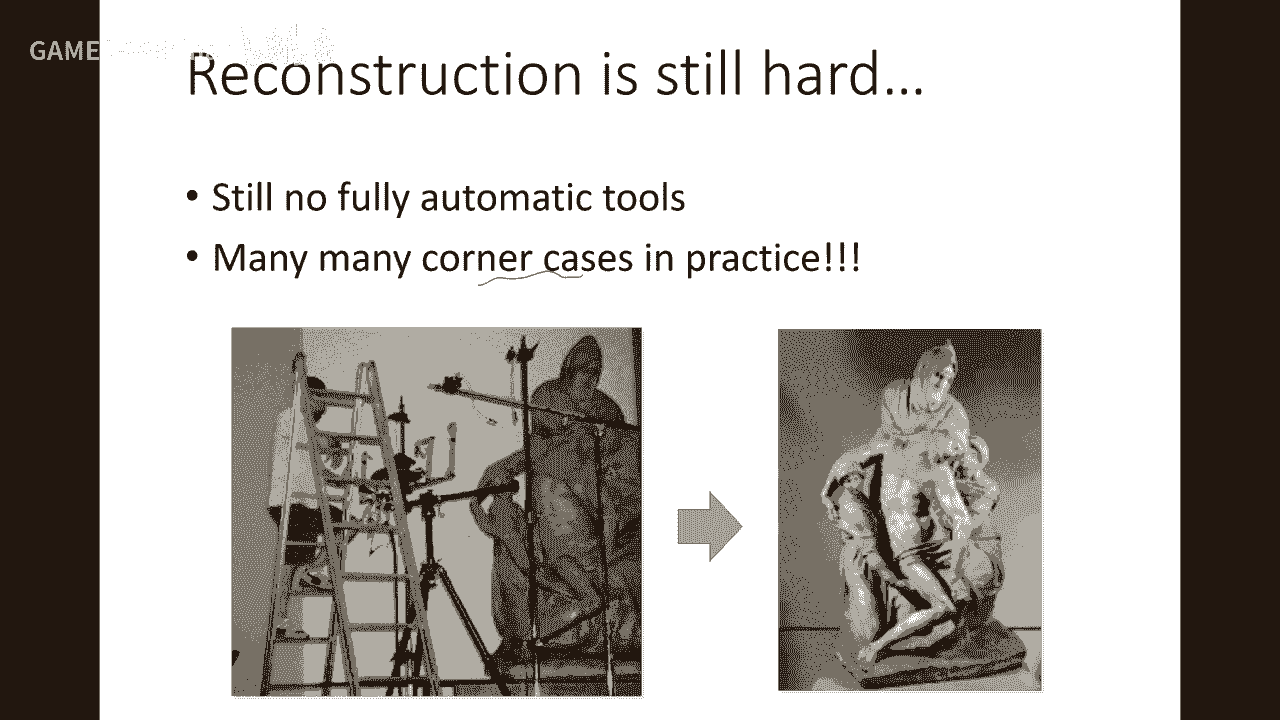 GAME
Reconstruction is still hard...
• Still no fully automatic tools
• Many many corner cases in practice!!!